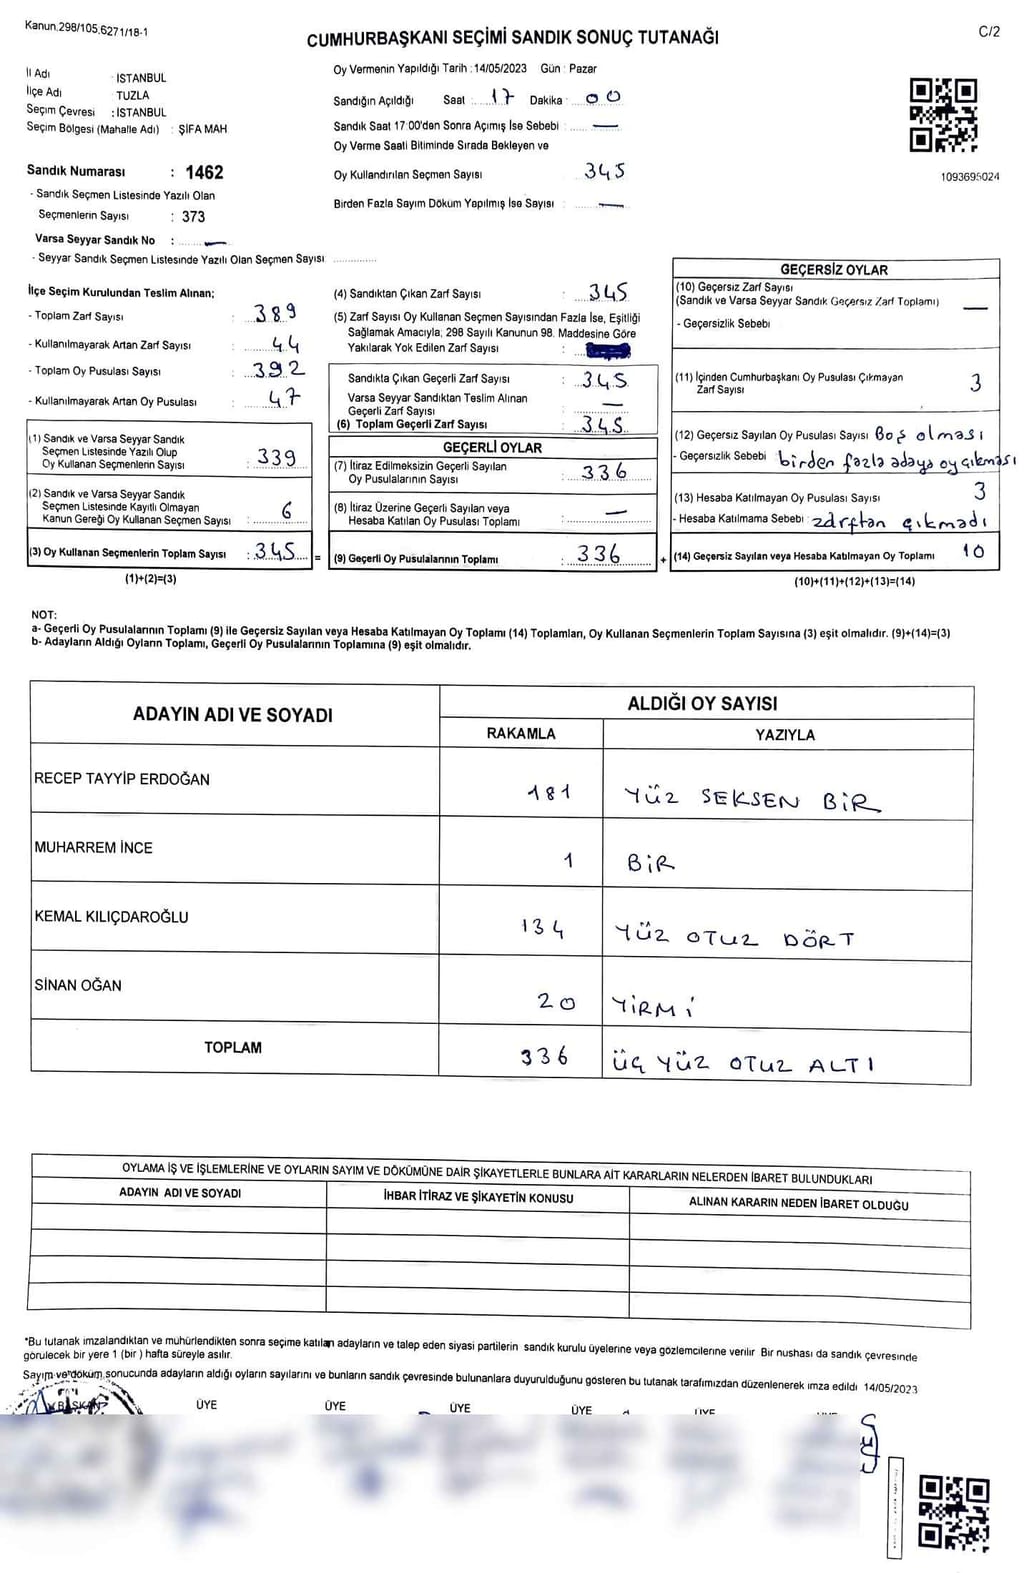 Kanun.298/105.6271/18-1
CUMHURBAŞKANI SEÇİMİ SANDIK SONUÇ TUTANAĞI
C/2
İl Adı : İSTANBUL
İlçe Adı : TUZLA
Seçim Çevresi : İSTANBUL
Seçim Bölgesi (Mahalle Adı) : ŞİFA MAH
Oy Vermenin Yapıldığı Tarih : 14/05/2023 Gün : Pazar
Sandığın Açıldığı Saat : 17 Dakika : 00
Sandık Saat 17:00'den Sonra Açımış İse Sebebi : —
Oy Verme Saati Bitiminde Sırada Bekleyen ve
Oy Kullandırılan Seçmen Sayısı 345
Birden Fazla Sayım Döküm Yapılmış İse Sayısı : —
1093695024
Sandık Numarası : 1462
- Sandık Seçmen Listesinde Yazılı Olan
Seçmenlerin Sayısı : 373
Varsa Seyyar Sandık No : —
- Seyyar Sandık Seçmen Listesinde Yazılı Olan Seçmen Sayısı
İlçe Seçim Kurulundan Teslim Alınan;
- Toplam Zarf Sayısı : 389
- Kullanılmayarak Artan Zarf Sayısı : 44
- Toplam Oy Pusulası Sayısı : 392
- Kullanılmayarak Artan Oy Pusulası : 47
(1) Sandık ve Varsa Seyyar Sandık
Seçmen Listesinde Yazılı Olup
Oy Kullanan Seçmenlerin Sayısı : 339
(2) Sandık ve Varsa Seyyar Sandık
Seçmen Listesinde Kayıtlı Olmayan
Kanun Gereği Oy Kullanan Seçmen Sayısı : 6
(3) Oy Kullanan Seçmenlerin Toplam Sayısı : 345 =
(1)+(2)=(3)
(4) Sandıktan Çıkan Zarf Sayısı : 345
(5) Zarf Sayısı Oy Kullanan Seçmen Sayısından Fazla İse, Eşitliği
Sağlamak Amacıyla; 298 Sayılı Kanunun 98. Maddesine Göre
Yakılarak Yok Edilen Zarf Sayısı :
Sandıkta Çıkan Geçerli Zarf Sayısı : 345
Varsa Seyyar Sandıktan Teslim Alınan
Geçerli Zarf Sayısı : —
(6) Toplam Geçerli Zarf Sayısı : 345
GEÇERLİ OYLAR
(7) İtiraz Edilmeksizin Geçerli Sayılan
Oy Pusulalarının Sayısı : 336
(8) İtiraz Üzerine Geçerli Sayılan veya
Hesaba Katılan Oy Pusulası Toplamı : —
(9) Geçerli Oy Pusulalarının Toplamı : 336 +
GEÇERSİZ OYLAR
(10) Geçersiz Zarf Sayısı
(Sandık ve Varsa Seyyar Sandık Geçersiz Zarf Toplamı) —
- Geçersizlik Sebebi
(11) İçinden Cumhurbaşkanı Oy Pusulası Çıkmayan
Zarf Sayısı 3
(12) Geçersiz Sayılan Oy Pusulası Sayısı Boş olması
- Geçersizlik Sebebi birden fazla adaya oy çıkması
(13) Hesaba Katılmayan Oy Pusulası Sayısı 3
- Hesaba Katılmama Sebebi : zarftan çıkmadı
(14) Geçersiz Sayılan veya Hesaba Katılmayan Oy Toplamı 10
(10)+(11)+(12)+(13)=(14)
NOT:
a- Geçerli Oy Pusulalarının Toplamı (9) ile Geçersiz Sayılan veya Hesaba Katılmayan Oy Toplamı (14) Toplamları, Oy Kullanan Seçmenlerin Toplam Sayısına (3) eşit olmalıdır. (9)+(14)=(3)
b- Adayların Aldığı Oyların Toplamı, Geçerli Oy Pusulalarının Toplamına (9) eşit olmalıdır.
ADAYIN ADI VE SOYADI
ALDIĞI OY SAYISI
RAKAMLA YAZIYLA
RECEP TAYYİP ERDOĞAN 181 YÜZ SEKSEN BİR
MUHARREM İNCE 1 BİR
KEMAL KILIÇDAROĞLU 134 YÜZ OTUZ DÖRT
SİNAN OĞAN 20 YİRMİ
TOPLAM 336 ÜÇ YÜZ OTUZ ALTI
OYLAMA İŞ VE İŞLEMLERİNE VE OYLARIN SAYIM VE DÖKÜMÜNE DAİR ŞİKAYETLERLE BUNLARA AİT KARARLARIN NELERDEN İBARET BULUNDUKLARI
ADAYIN ADI VE SOYADI İHBAR İTİRAZ VE ŞİKAYETİN KONUSU ALINAN KARARIN NEDEN İBARET OLDUĞU
*Bu tutanak imzalandıktan ve mühürlendikten sonra seçime katılan adayların ve talep eden siyasi partilerin sandık kurulu üyelerine veya gözlemcilerine verilir Bir nushası da sandık çevresinde
görülecek bir yere 1 (bir ) hafta süreyle asılır.
Sayım ve döküm sonucunda adayların aldığı oyların sayılarını ve bunların sandık çevresinde bulunanlara duyurulduğunu gösteren bu tutanak tarafımızdan düzenlenerek imza edildi 14/05/2023
BAŞKAN ÜYE ÜYE ÜYE ÜYE ÜYE